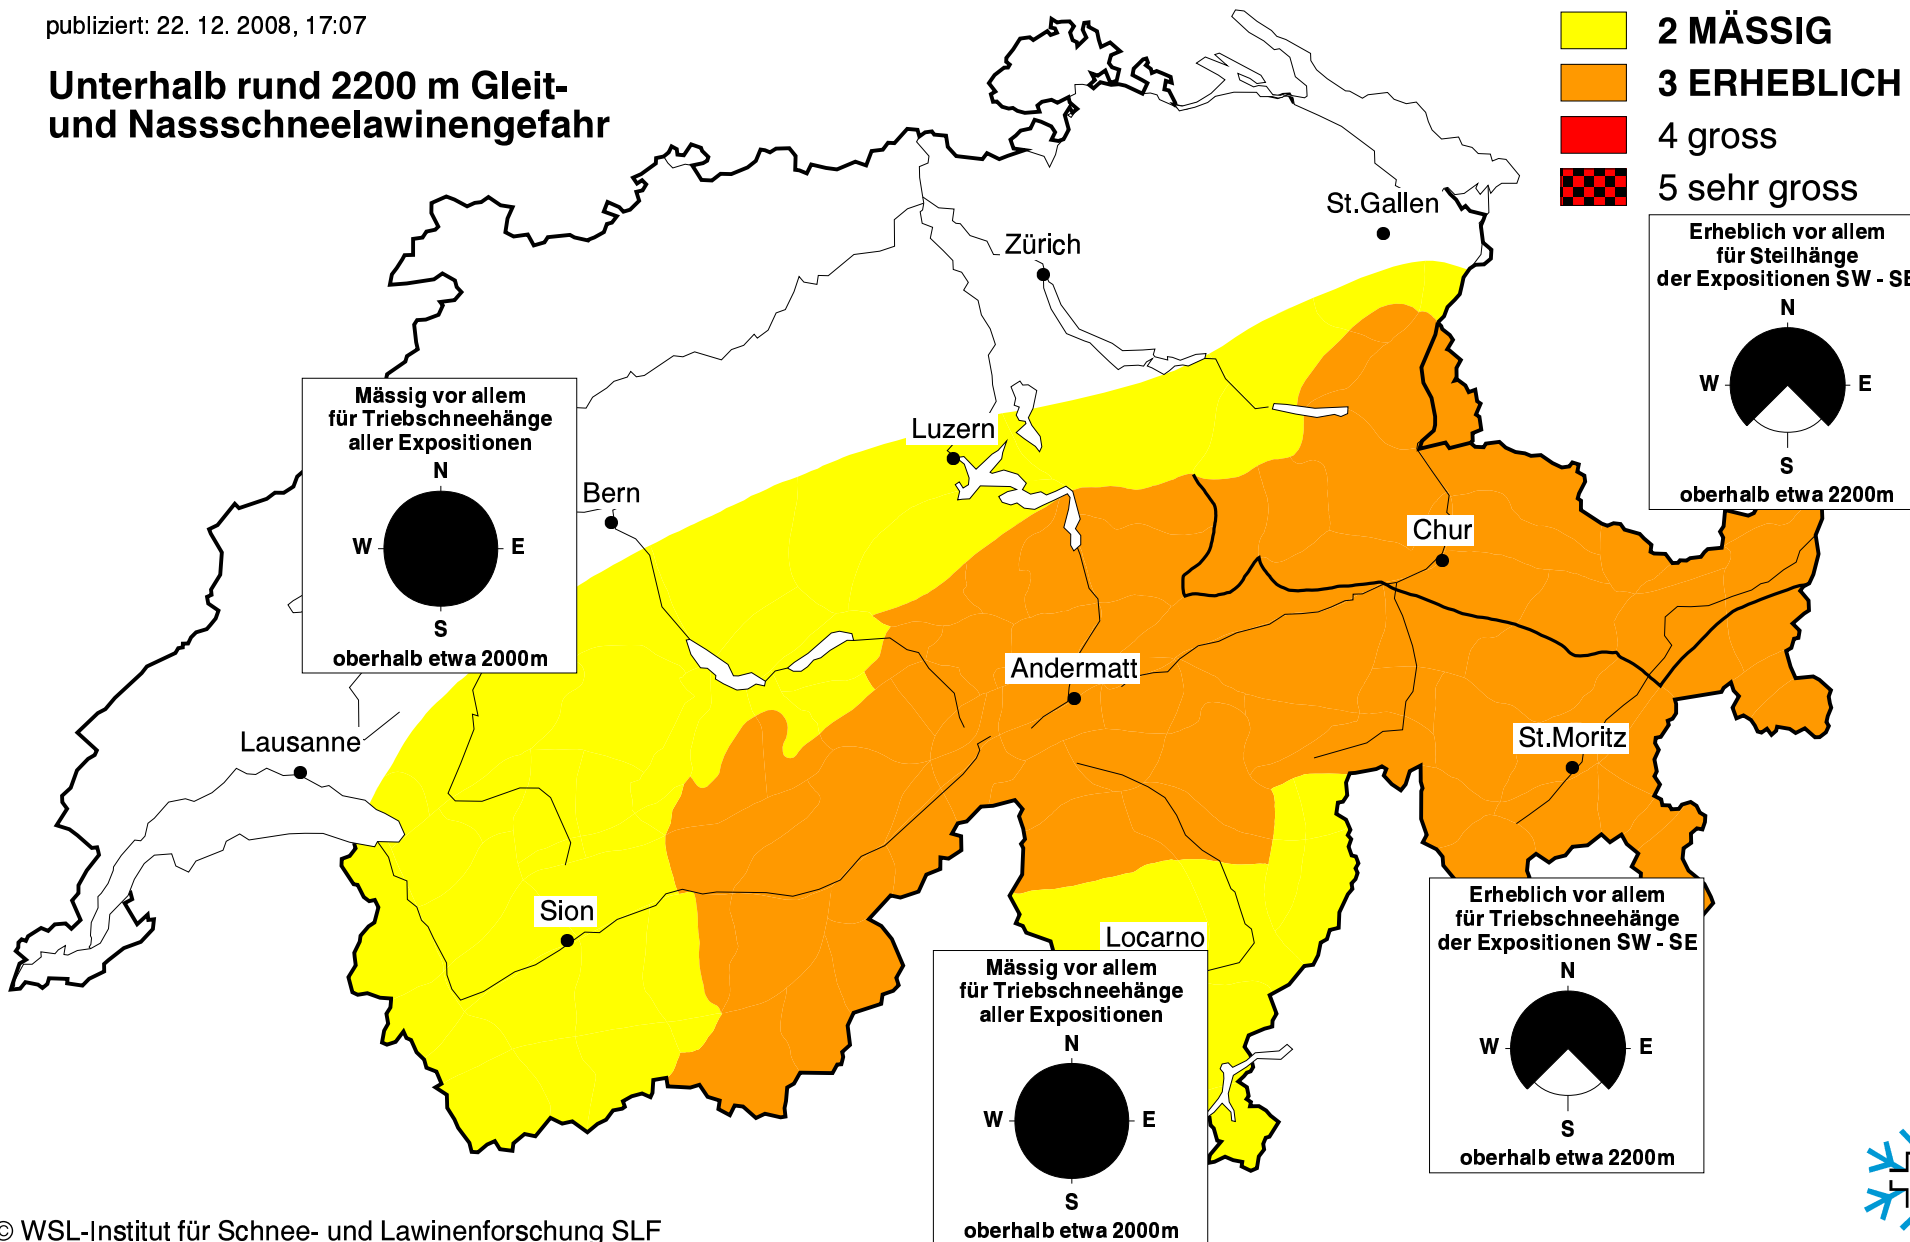 publiziert: 22. 12. 2008, 17:07
Unterhalb rund 2200 m Gleit-
und Nassschneelawinengefahr
2 MÄSSIG
3 ERHEBLICH
4 gross
5 sehr gross
Erheblich vor allem
für Steilhänge
der Expositionen SW - SE
N
W E
S
oberhalb etwa 2200m
St.Gallen
Zürich
Mässig vor allem
für Triebschneehänge
aller Expositionen
N
W E
S
oberhalb etwa 2000m
Luzern
Bern
Chur
Andermatt
Lausanne
St.Moritz
Sion
Locarno
Erheblich vor allem
für Triebschneehänge
der Expositionen SW - SE
N
W E
S
oberhalb etwa 2200m
Mässig vor allem
für Triebschneehänge
aller Expositionen
N
W E
S
oberhalb etwa 2000m
© WSL-Institut für Schnee- und Lawinenforschung SLF